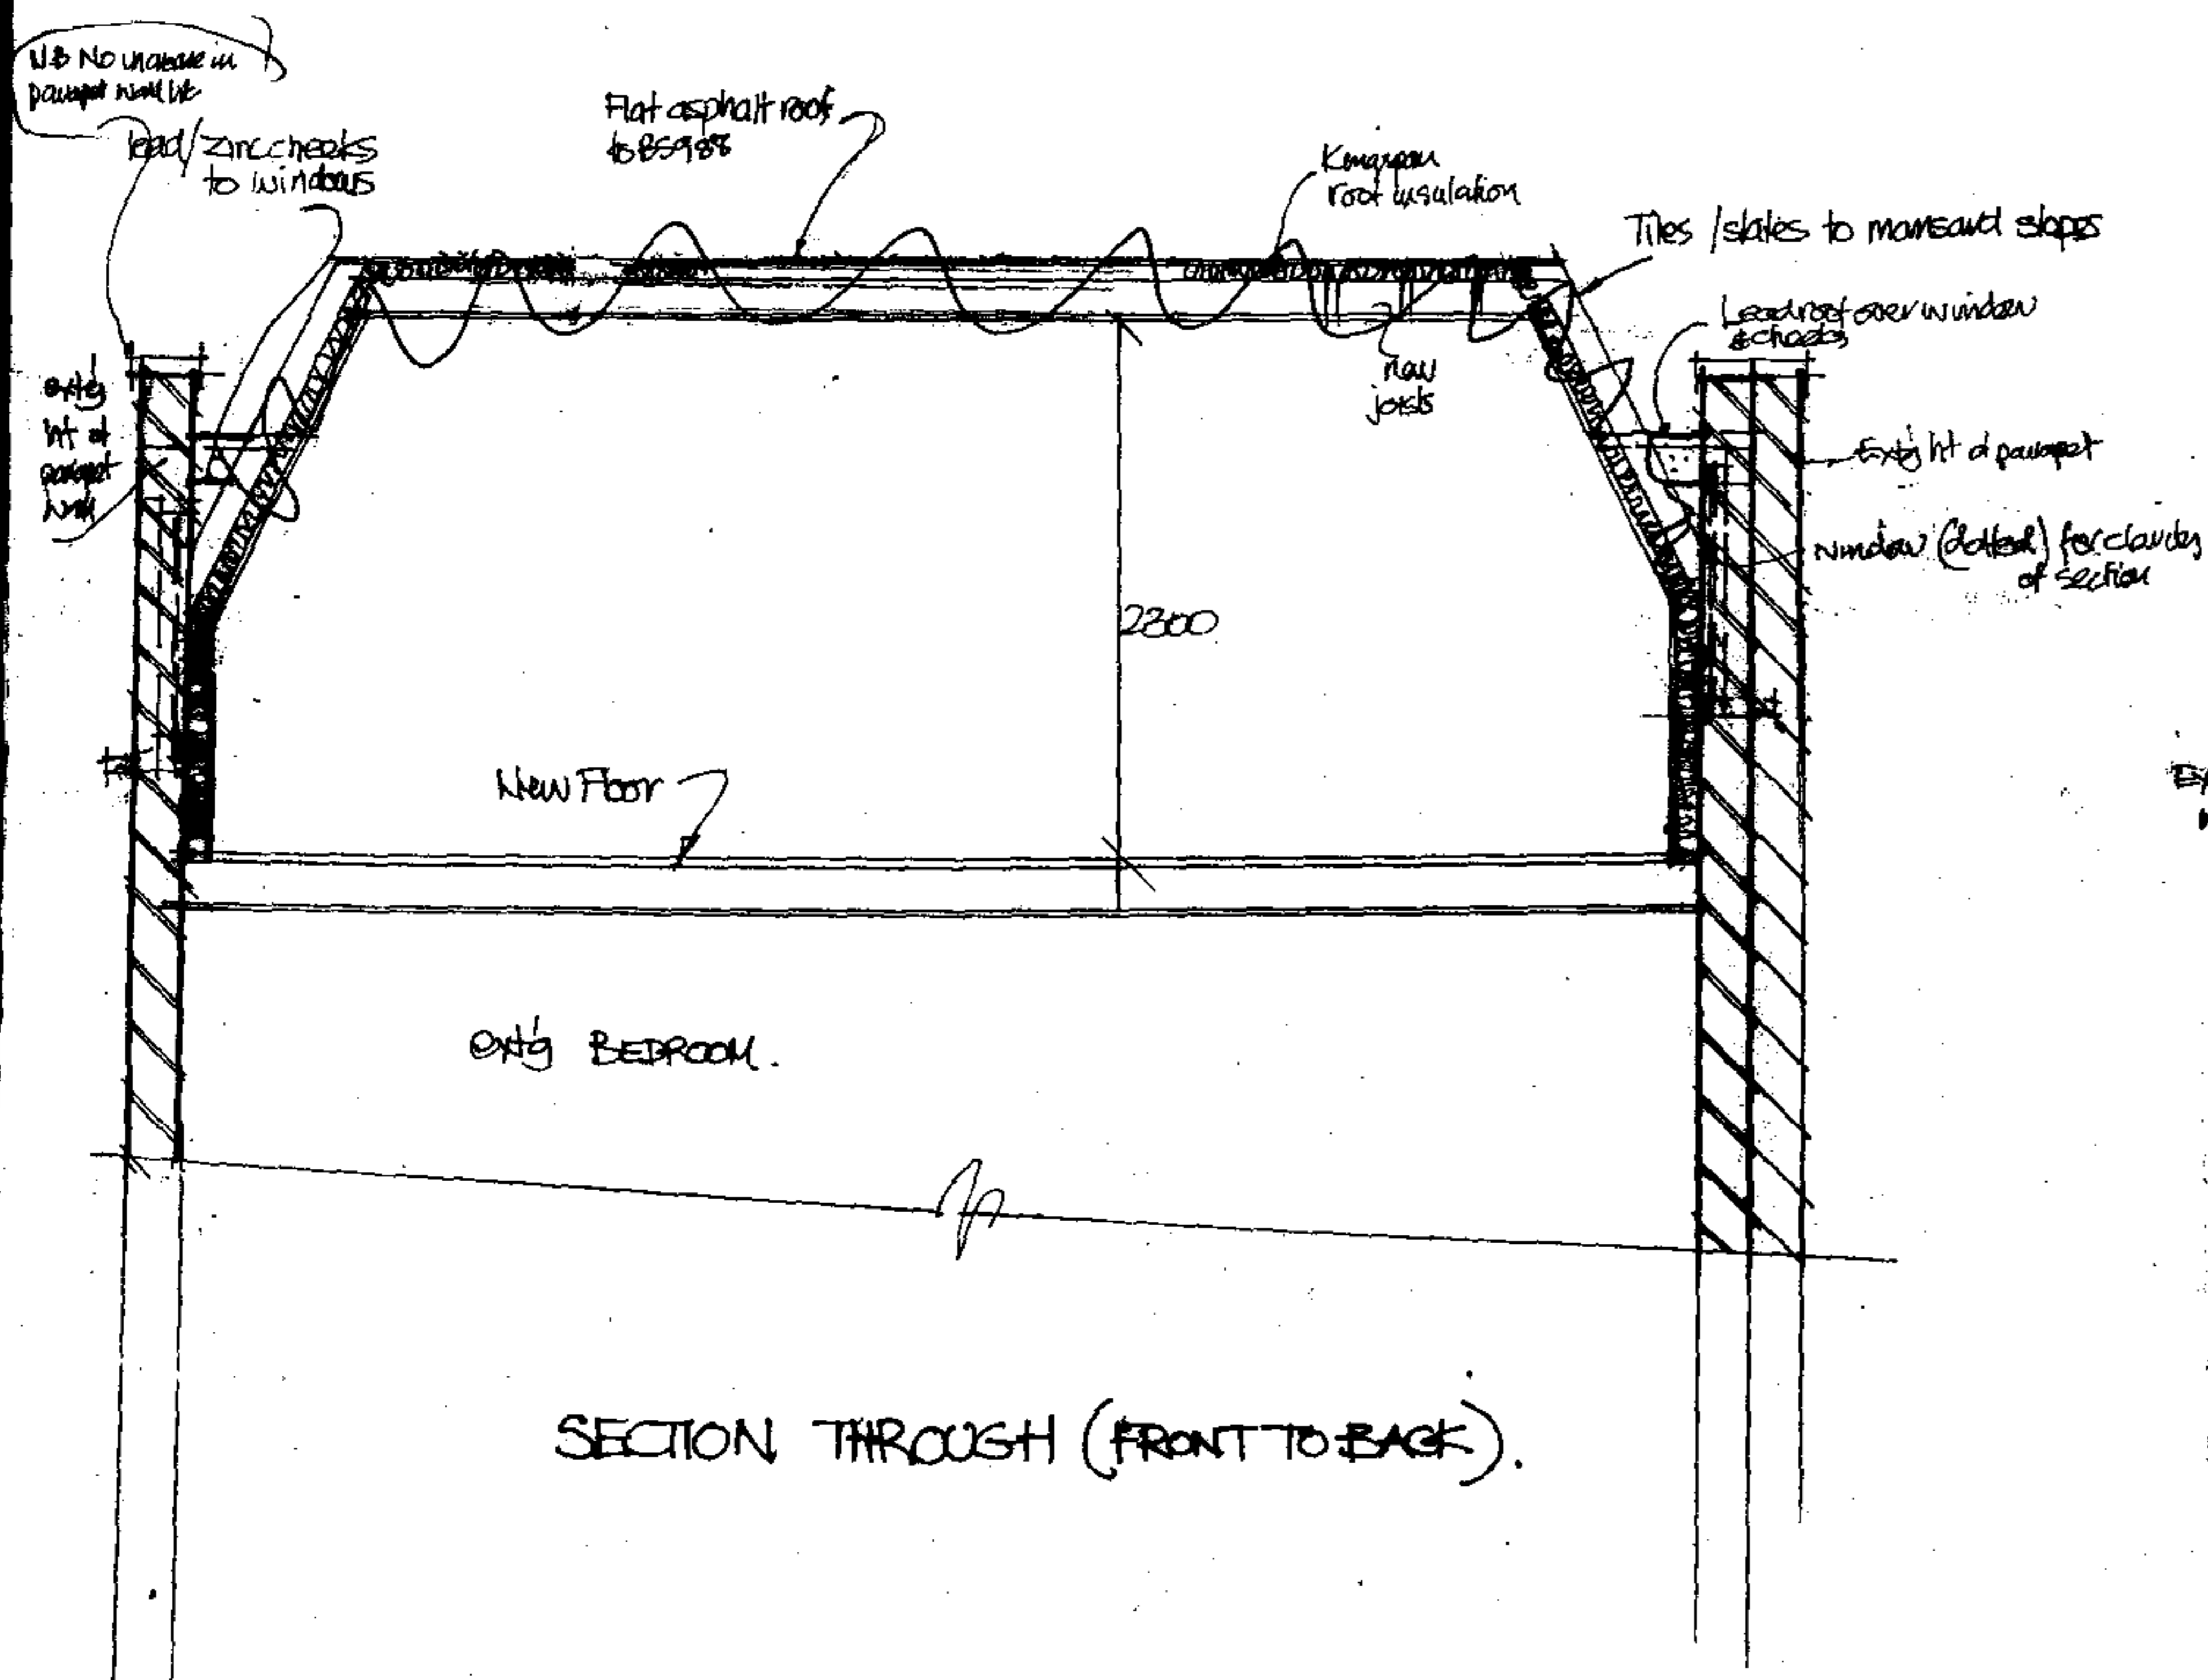 N.B No increase in
parapet wall ht
lead/zinc cheeks
to windows
Flat asphalt roof
to BS988
Kingspan
roof insulation
Tiles / slates to mansard slopes
Lead roof over window
& cheeks
new
joists
ext'g
ht of
parapet
wall
Ext'g ht of parapet
window (dotted) for clarity
of section
2300
New Floor
ext'g BEDROOM.
SECTION THROUGH (FRONT TO BACK).